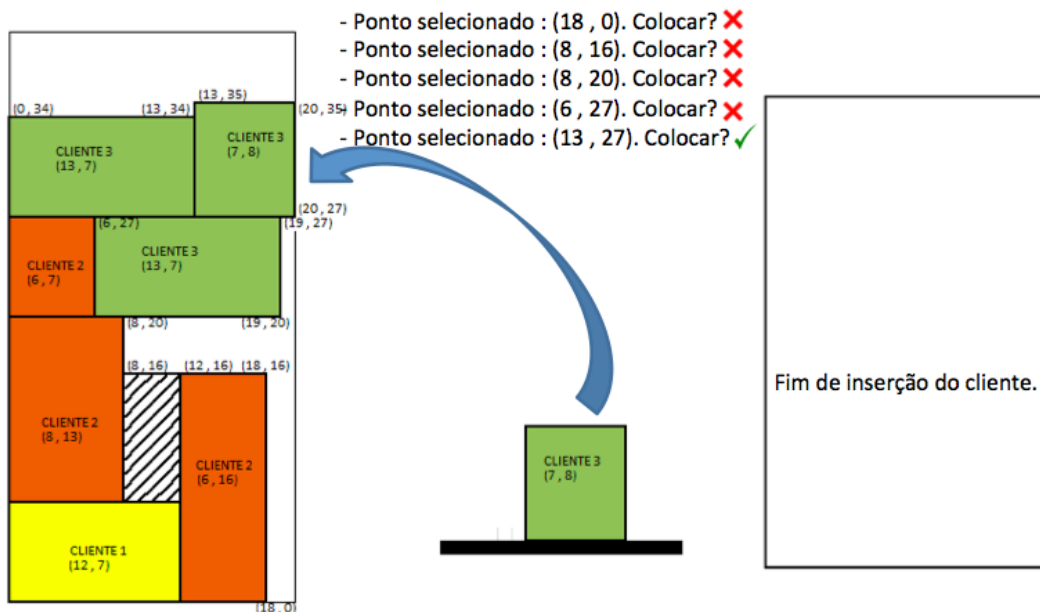 - Ponto selecionado : (18 , 0). Colocar?
- Ponto selecionado : (8 , 16). Colocar?
- Ponto selecionado : (8 , 20). Colocar?
- Ponto selecionado : (6 , 27). Colocar?
- Ponto selecionado : (13 , 27). Colocar?
(13 , 35)
(0 , 34)
(13 , 34)
(20 , 35)
CLIENTE 3
(13 , 7)
CLIENTE 3
(7 , 8)
(20 , 27)
(6 , 27)
(19 , 27)
CLIENTE 2
(6 , 7)
CLIENTE 3
(13 , 7)
(8 , 20)
(19 , 20)
(8 , 16)
(12 , 16)
(18 , 16)
CLIENTE 2
(8 , 13)
CLIENTE 2
(6 , 16)
CLIENTE 1
(12 , 7)
(18 , 0)
CLIENTE 3
(7 , 8)
Fim de inserção do cliente.